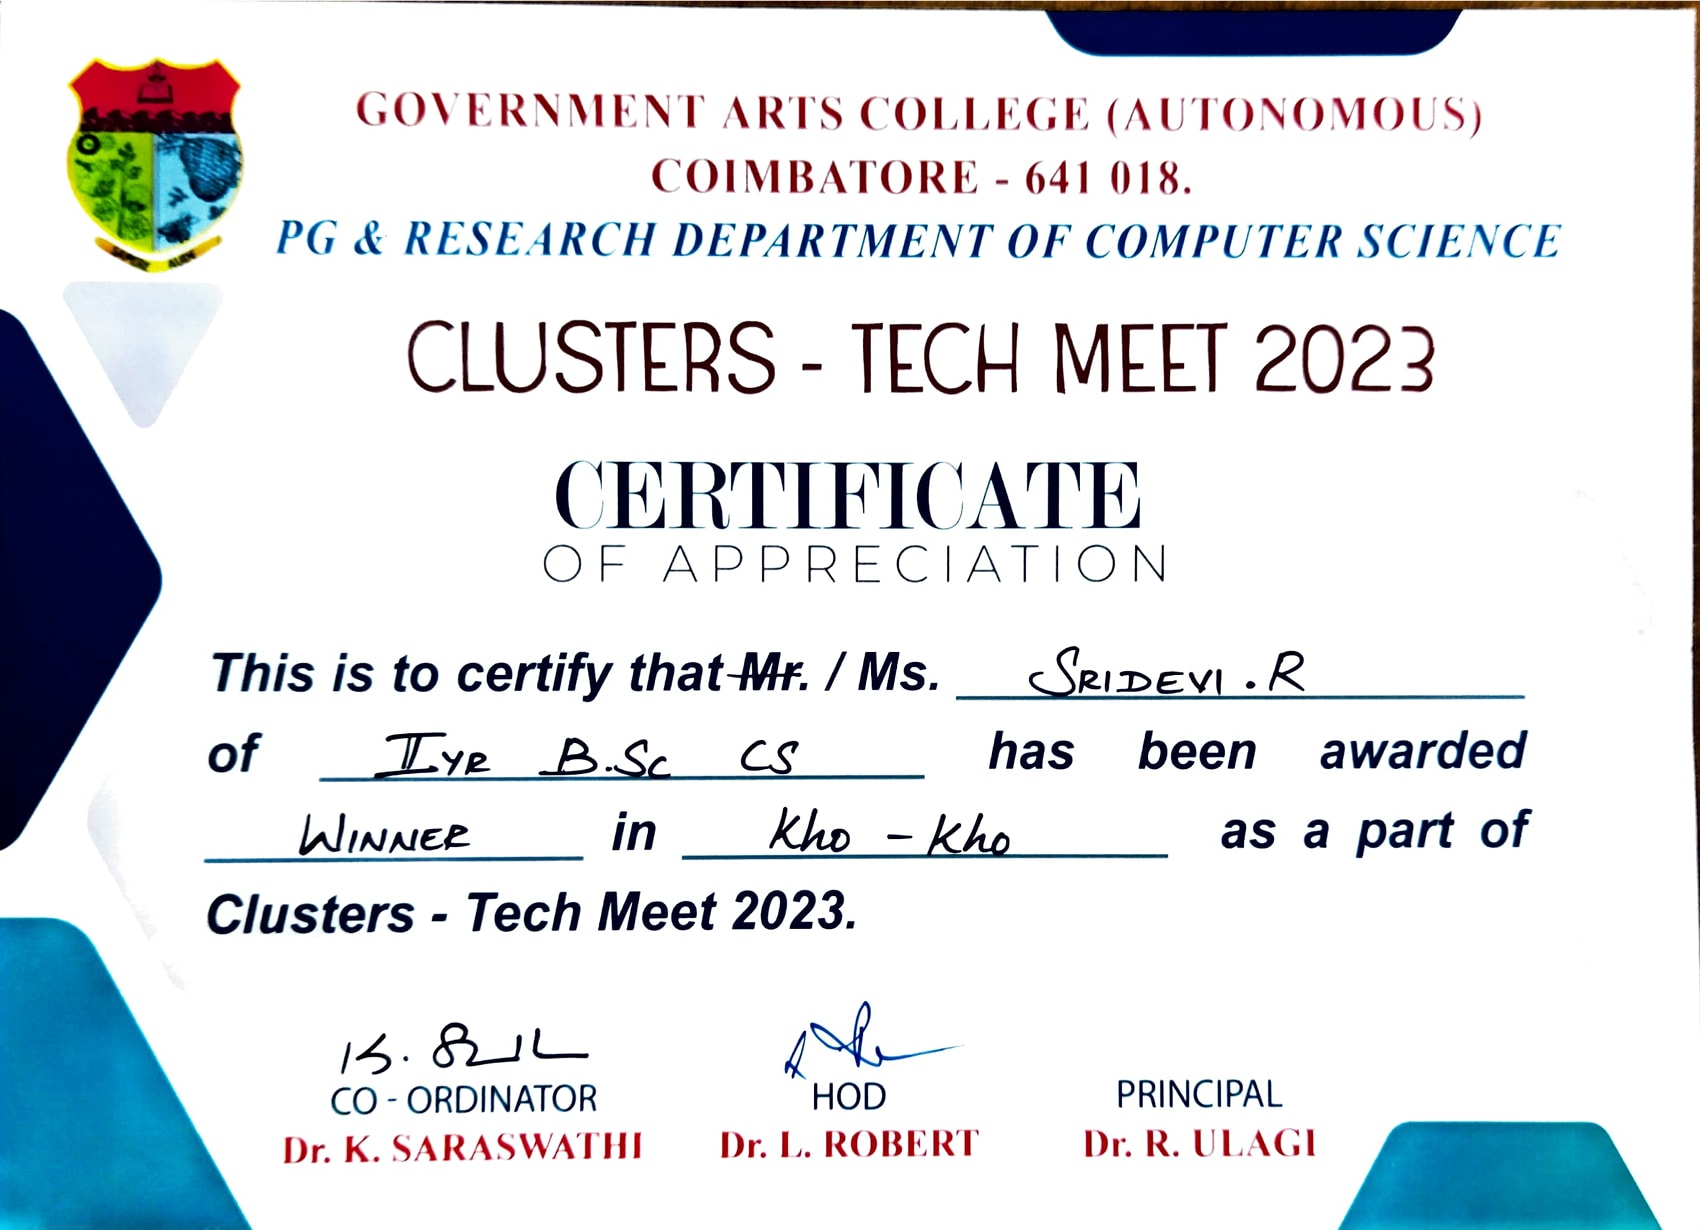 GOVERNMENT ARTS COLLEGE (AUTONOMOUS)
COIMBATORE - 641 018.
PG & RESEARCH DEPARTMENT OF COMPUTER SCIENCE
CLUSTERS - TECH MEET 2023
CERTIFICATE
OF APPRECIATION
This is to certify that Mr. / Ms. SRIDEVI . R
of II YR B.Sc CS has been awarded
WINNER in Kho - Kho as a part of
Clusters - Tech Meet 2023.
CO - ORDINATOR HOD PRINCIPAL
Dr. K. SARASWATHI Dr. L. ROBERT Dr. R. ULAGI